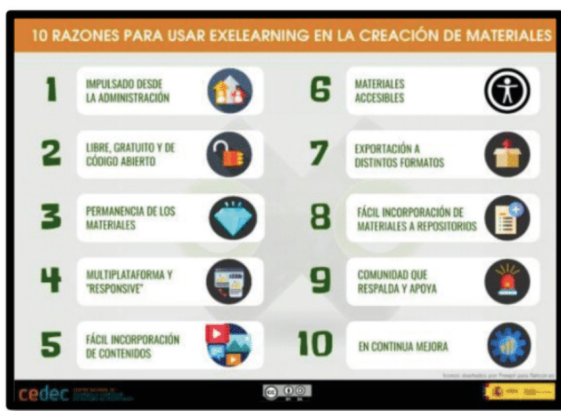 10 RAZONES PARA USAR EXELEARNING EN LA CREACIÓN DE MATERIALES
1
IMPULSADO DESDE
LA ADMINISTRACIÓN
2
LIBRE, GRATUITO Y DE
CÓDIGO ABIERTO
3
PERMANENCIA DE LOS
MATERIALES
4
MULTIPLATAFORMA Y
"RESPONSIVE"
5
FÁCIL INCORPORACIÓN
DE CONTENIDOS
6
MATERIALES
ACCESIBLES
7
EXPORTACIÓN A
DISTINTOS FORMATOS
8
FÁCIL INCORPORACIÓN DE
MATERIALES A REPOSITORIOS
9
COMUNIDAD QUE
RESPALDA Y APOYA
10
EN CONTINUA MEJORA
cedec
cc